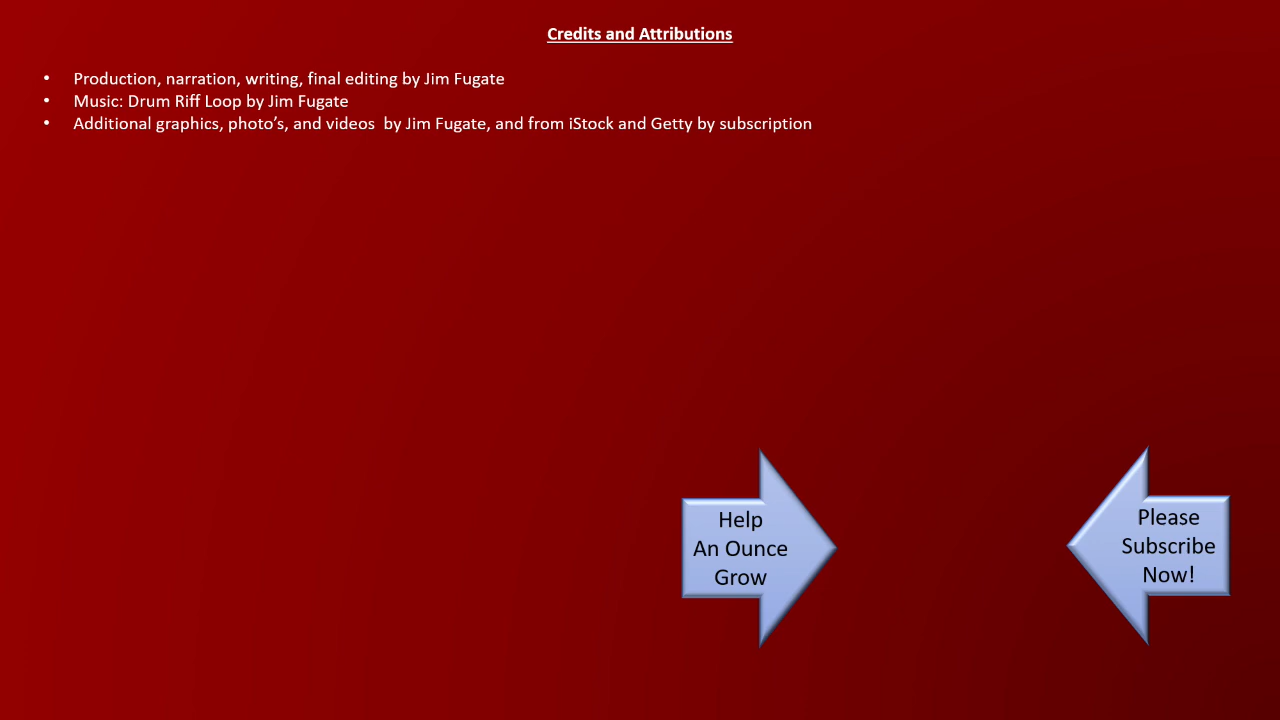 Credits and Attributions
• Production, narration, writing, final editing by Jim Fugate
• Music: Drum Riff Loop by Jim Fugate
• Additional graphics, photo’s, and videos  by Jim Fugate, and from iStock and Getty by subscription
Help
An Ounce
Grow
Please
Subscribe
Now!